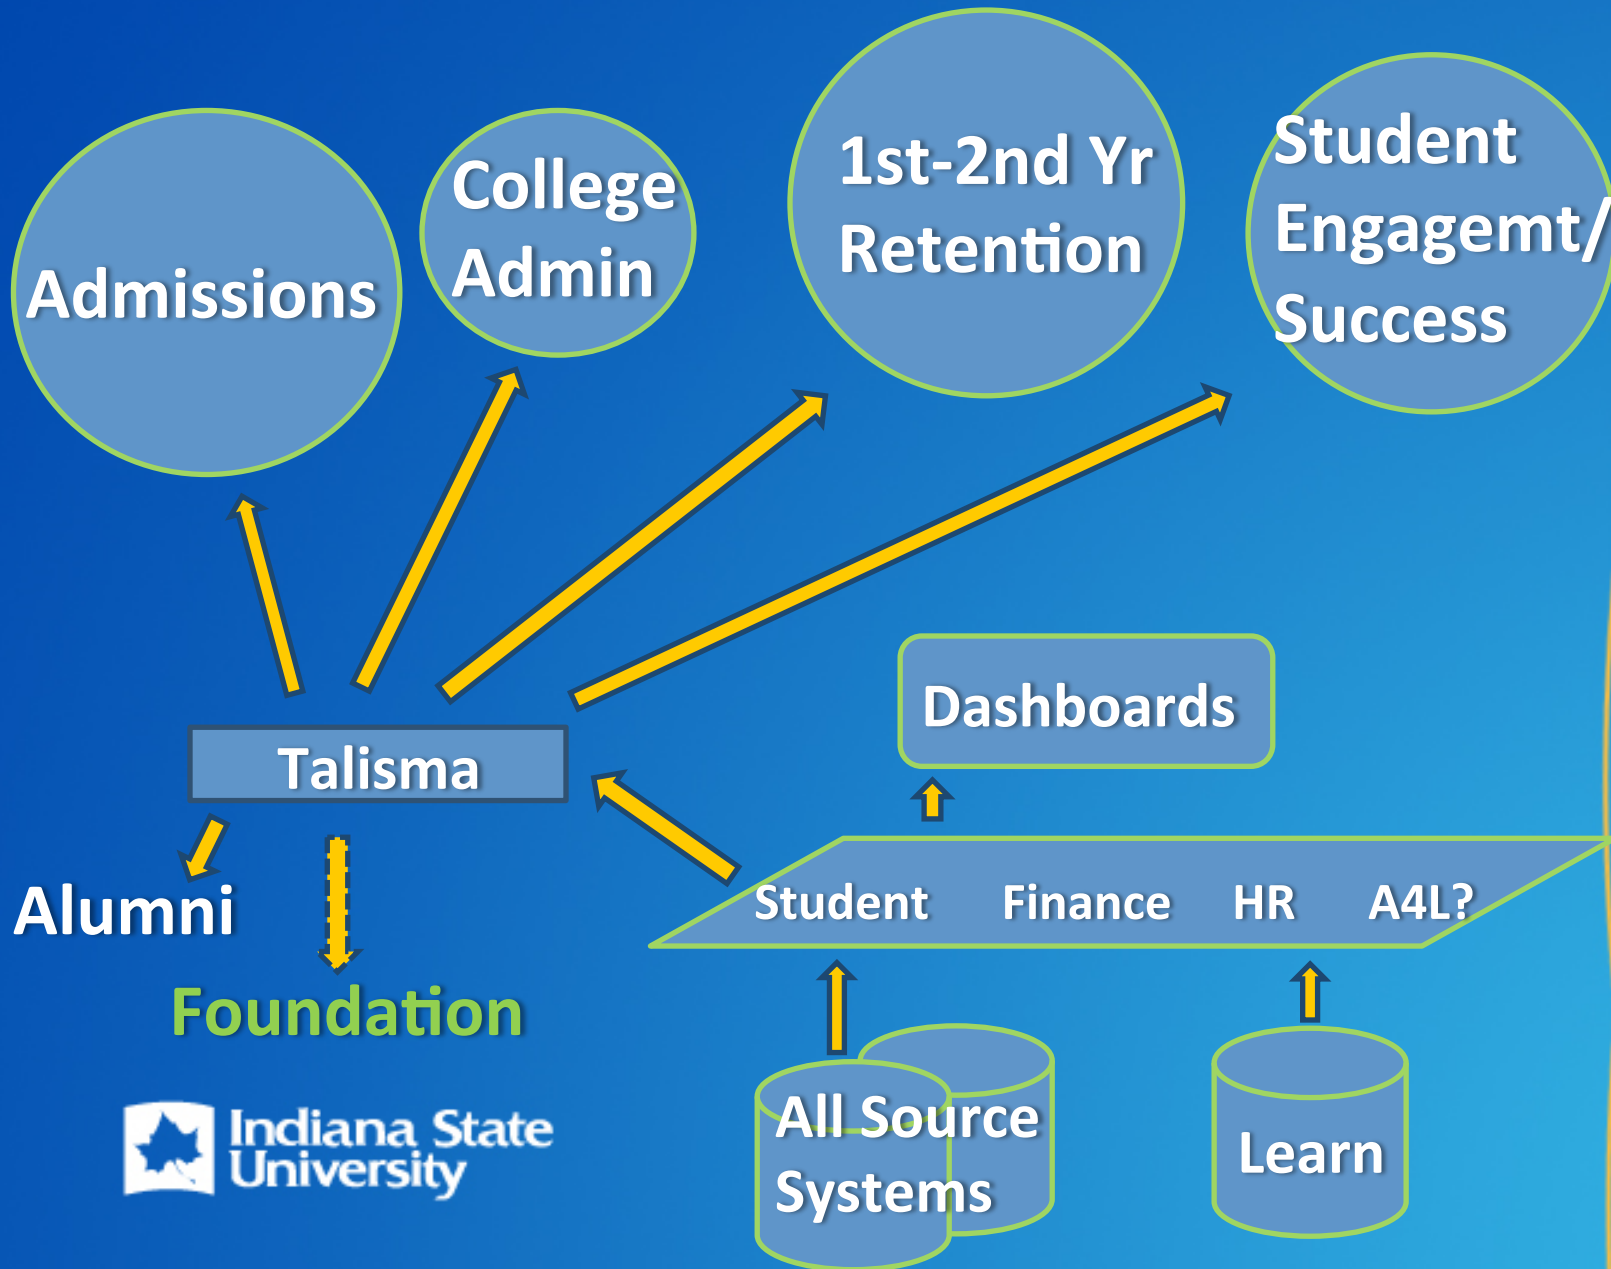 Admissions
College
Admin
1st-2nd Yr
Retention
Student
Engagemt/
Success
Dashboards
Talisma
Alumni
Foundation
Student Finance HR A4L?
All Source
Systems
Learn
Indiana State
University